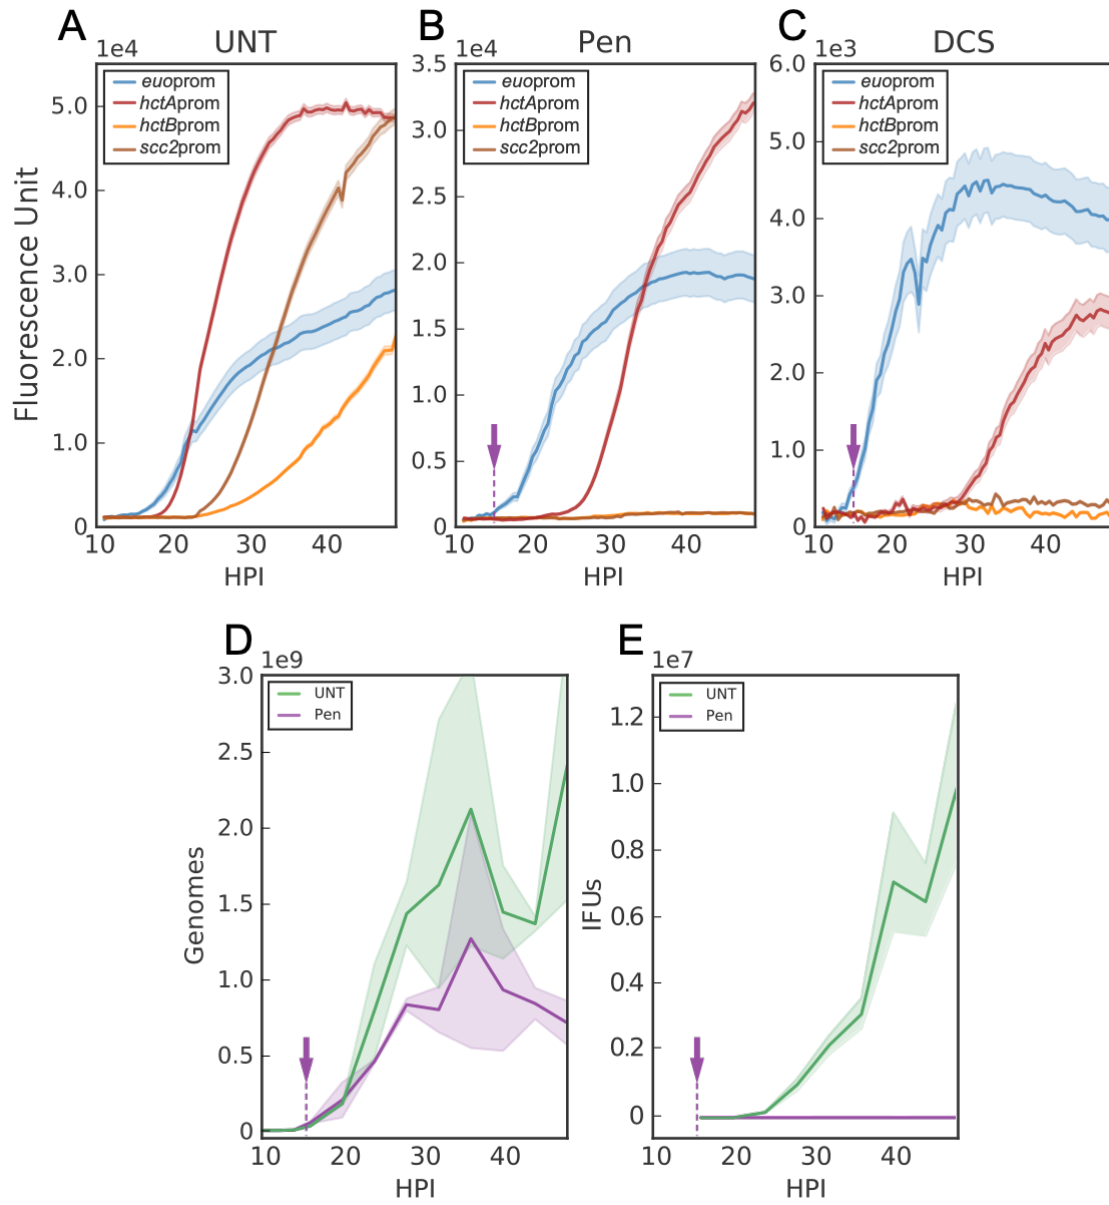 A
UNT
1e4
Fluorescence Unit
5.0
4.0
3.0
2.0
1.0
0
10
20
30
40
HPI
euoprom
hctAprom
hctBprom
scc2prom
B
Pen
1e4
3.5
3.0
2.5
2.0
1.5
1.0
0.5
0
10
20
30
40
HPI
euoprom
hctAprom
hctBprom
scc2prom
C
DCS
1e3
6.0
5.0
4.0
3.0
2.0
1.0
0
10
20
30
40
HPI
euoprom
hctAprom
hctBprom
scc2prom
D
1e9
Genomes
3.0
2.5
2.0
1.5
1.0
0.5
0
10
20
30
40
HPI
UNT
Pen
E
1e7
IFUs
1.2
1.0
0.8
0.6
0.4
0.2
0
10
20
30
40
HPI
UNT
Pen